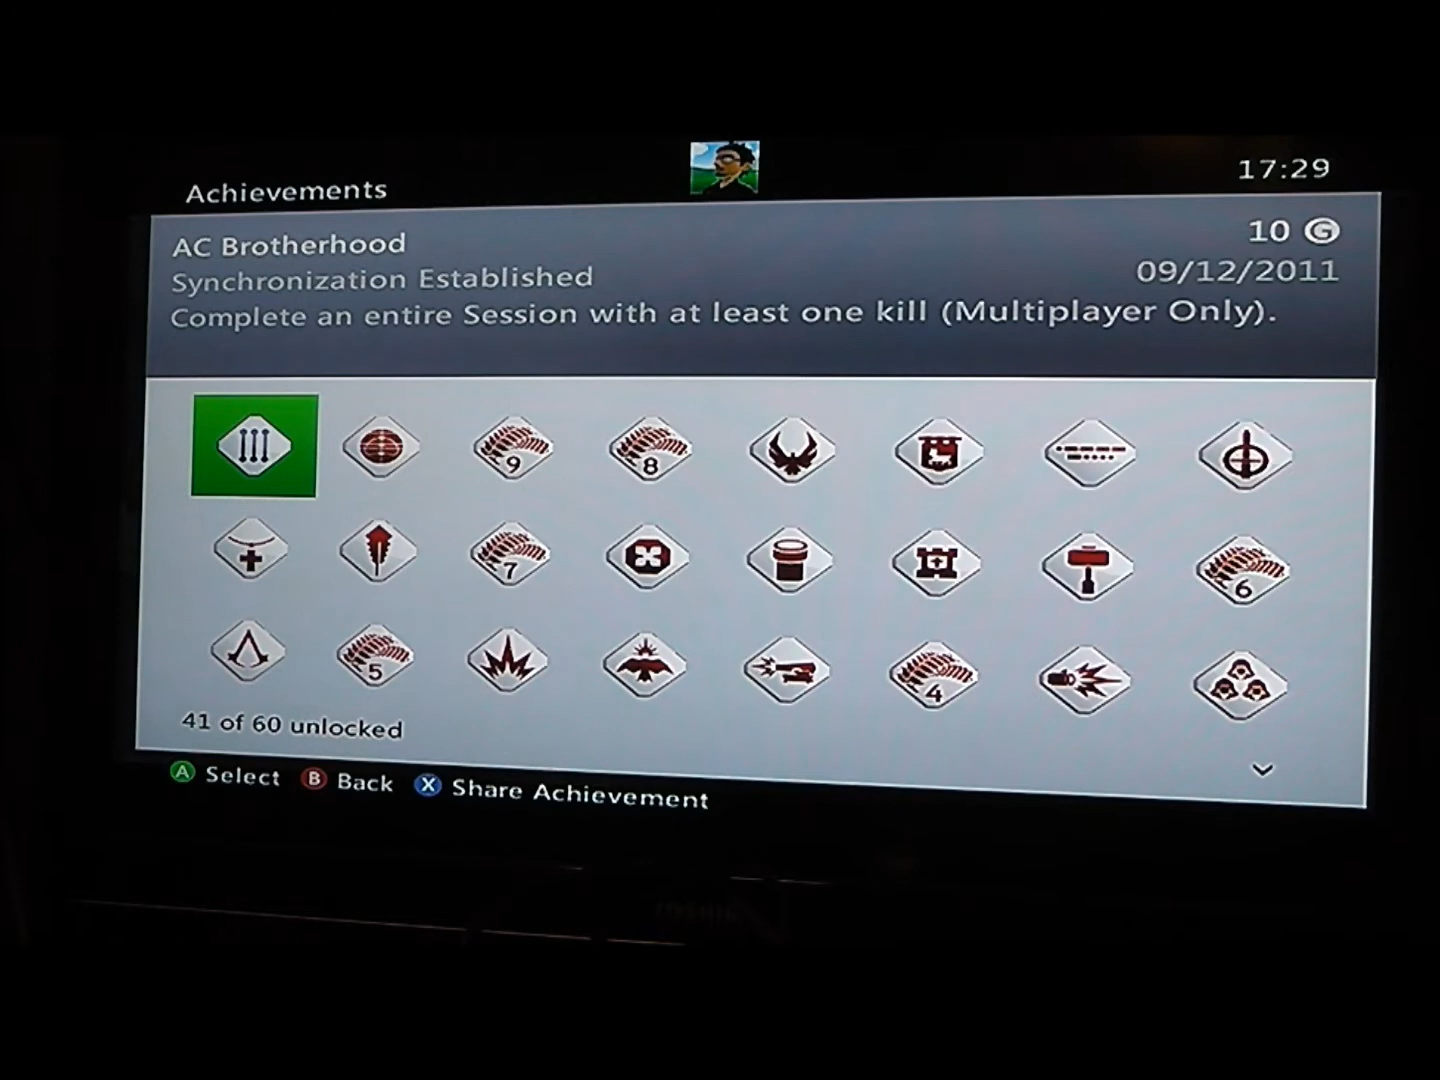 Achievements
17:29
AC Brotherhood
10 G
Synchronization Established
09/12/2011
Complete an entire Session with at least one kill (Multiplayer Only).
9
8
7
6
5
4
41 of 60 unlocked
A Select B Back X Share Achievement